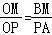 OM/OP = BM/PA